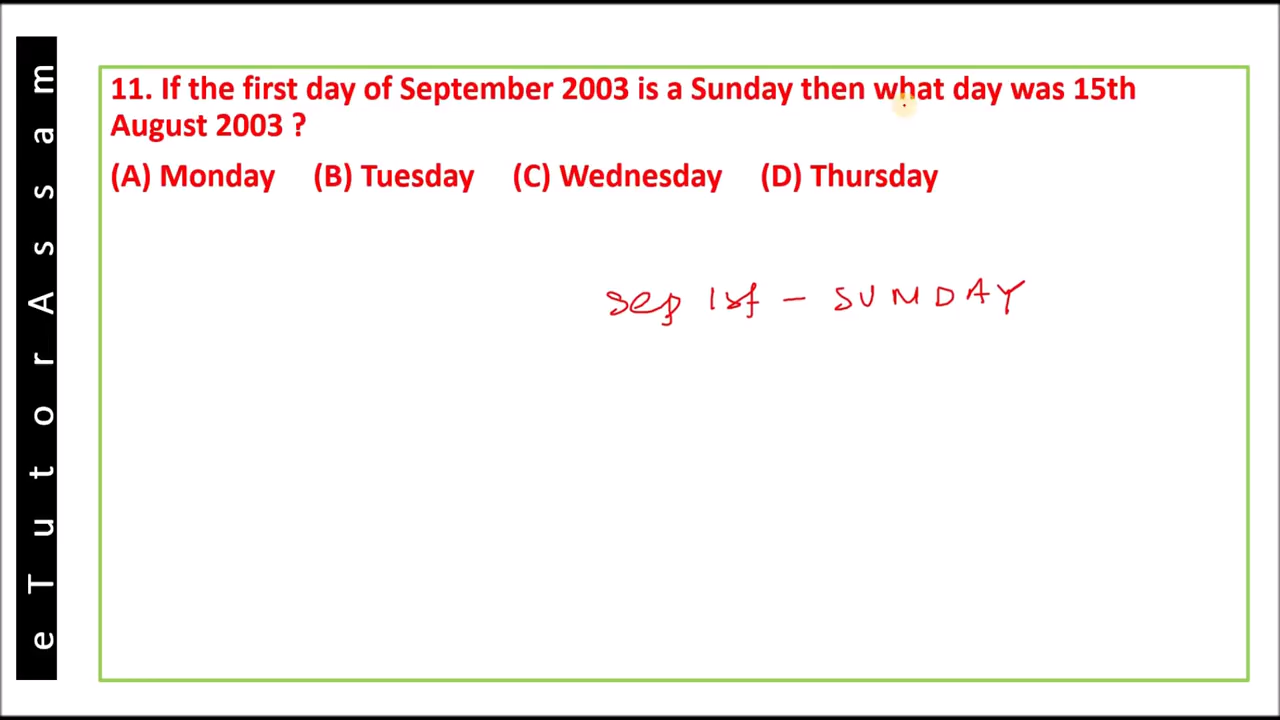 11. If the first day of September 2003 is a Sunday then what day was 15th
August 2003 ?
(A) Monday (B) Tuesday (C) Wednesday (D) Thursday
Sep 1st - SUNDAY
eTutorAssam